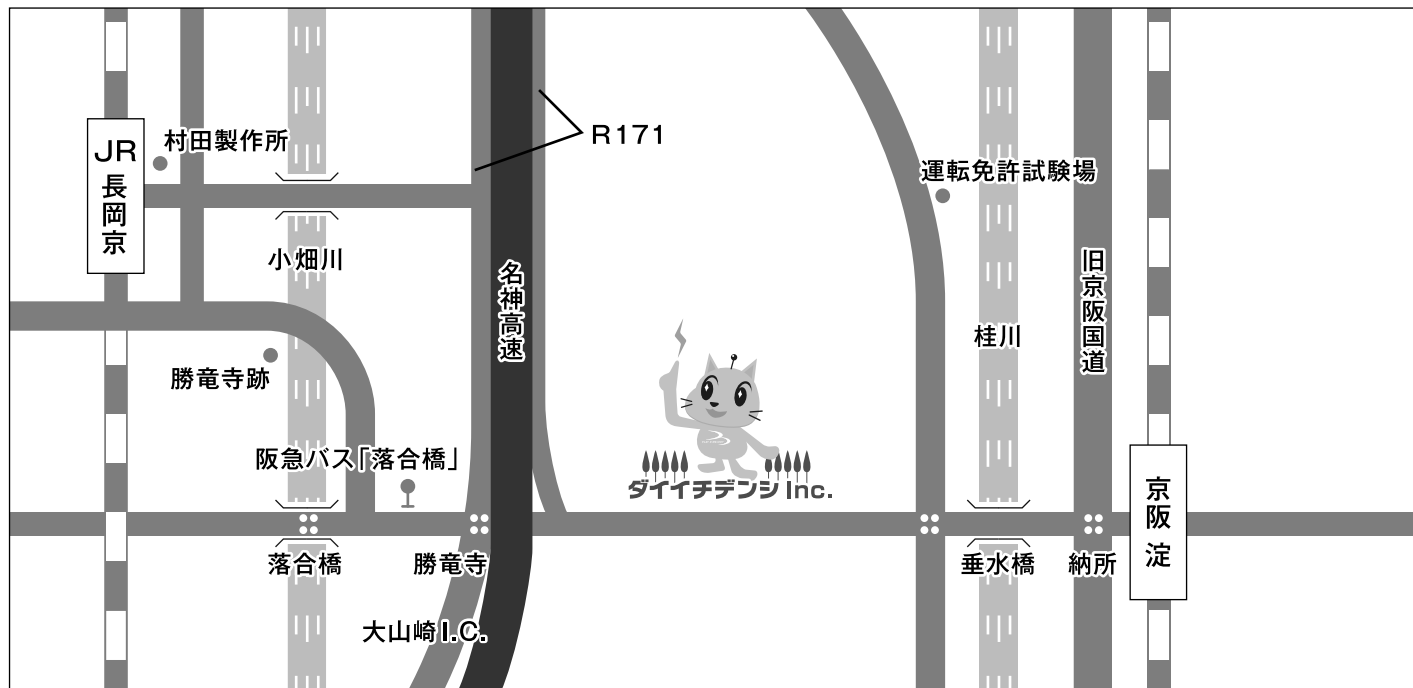 JR
長岡京
村田製作所
R171
運転免許試験場
小畑川
名神高速
旧京阪国道
桂川
勝竜寺跡
阪急バス「落合橋」
ダイイチデンシ Inc.
京阪 淀
落合橋
勝竜寺
垂水橋
納所
大山崎I.C.